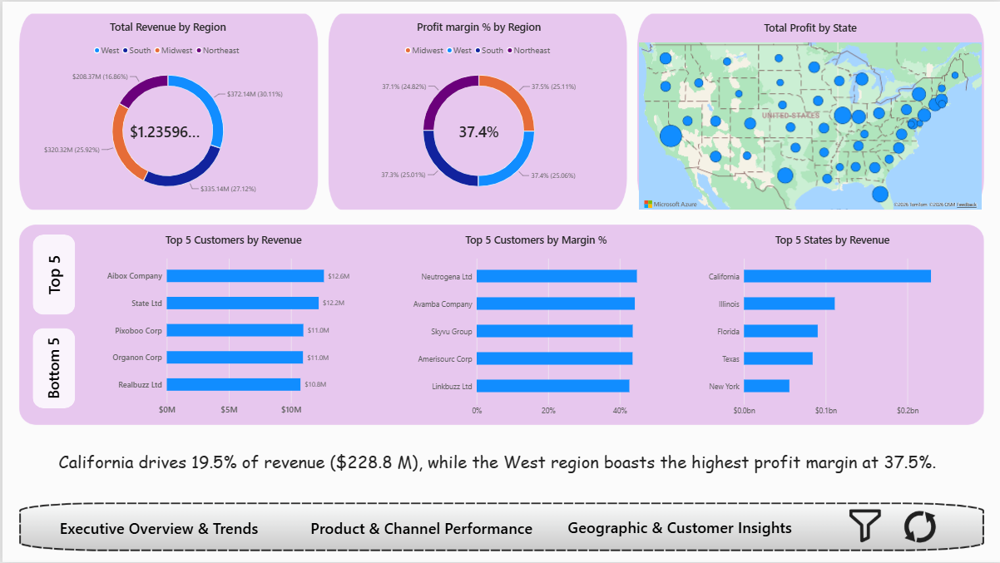 Total Revenue by Region
West South Midwest Northeast
$208.37M (16.86%)
$372.14M (30.11%)
$1.23596...
$320.32M (25.92%)
$335.14M (27.12%)
Profit margin % by Region
Midwest West South Northeast
37.1% (24.82%)
37.5% (25.11%)
37.4%
37.3% (25.01%)
37.4% (25.06%)
Total Profit by State
UNITED STATES
Microsoft Azure
©2026 TomTom ©2026 OSM Feedback
Top 5
Bottom 5
Top 5 Customers by Revenue
Aibox Company $12.6M
State Ltd $12.2M
Pixoboo Corp $11.0M
Organon Corp $11.0M
Realbuzz Ltd $10.8M
$0M $5M $10M
Top 5 Customers by Margin %
Neutrogena Ltd
Avamba Company
Skyvu Group
Amerisourc Corp
Linkbuzz Ltd
0% 20% 40%
Top 5 States by Revenue
California
Illinois
Florida
Texas
New York
$0.0bn $0.1bn $0.2bn
California drives 19.5% of revenue ($228.8 M), while the West region boasts the highest profit margin at 37.5%.
Executive Overview & Trends Product & Channel Performance Geographic & Customer Insights